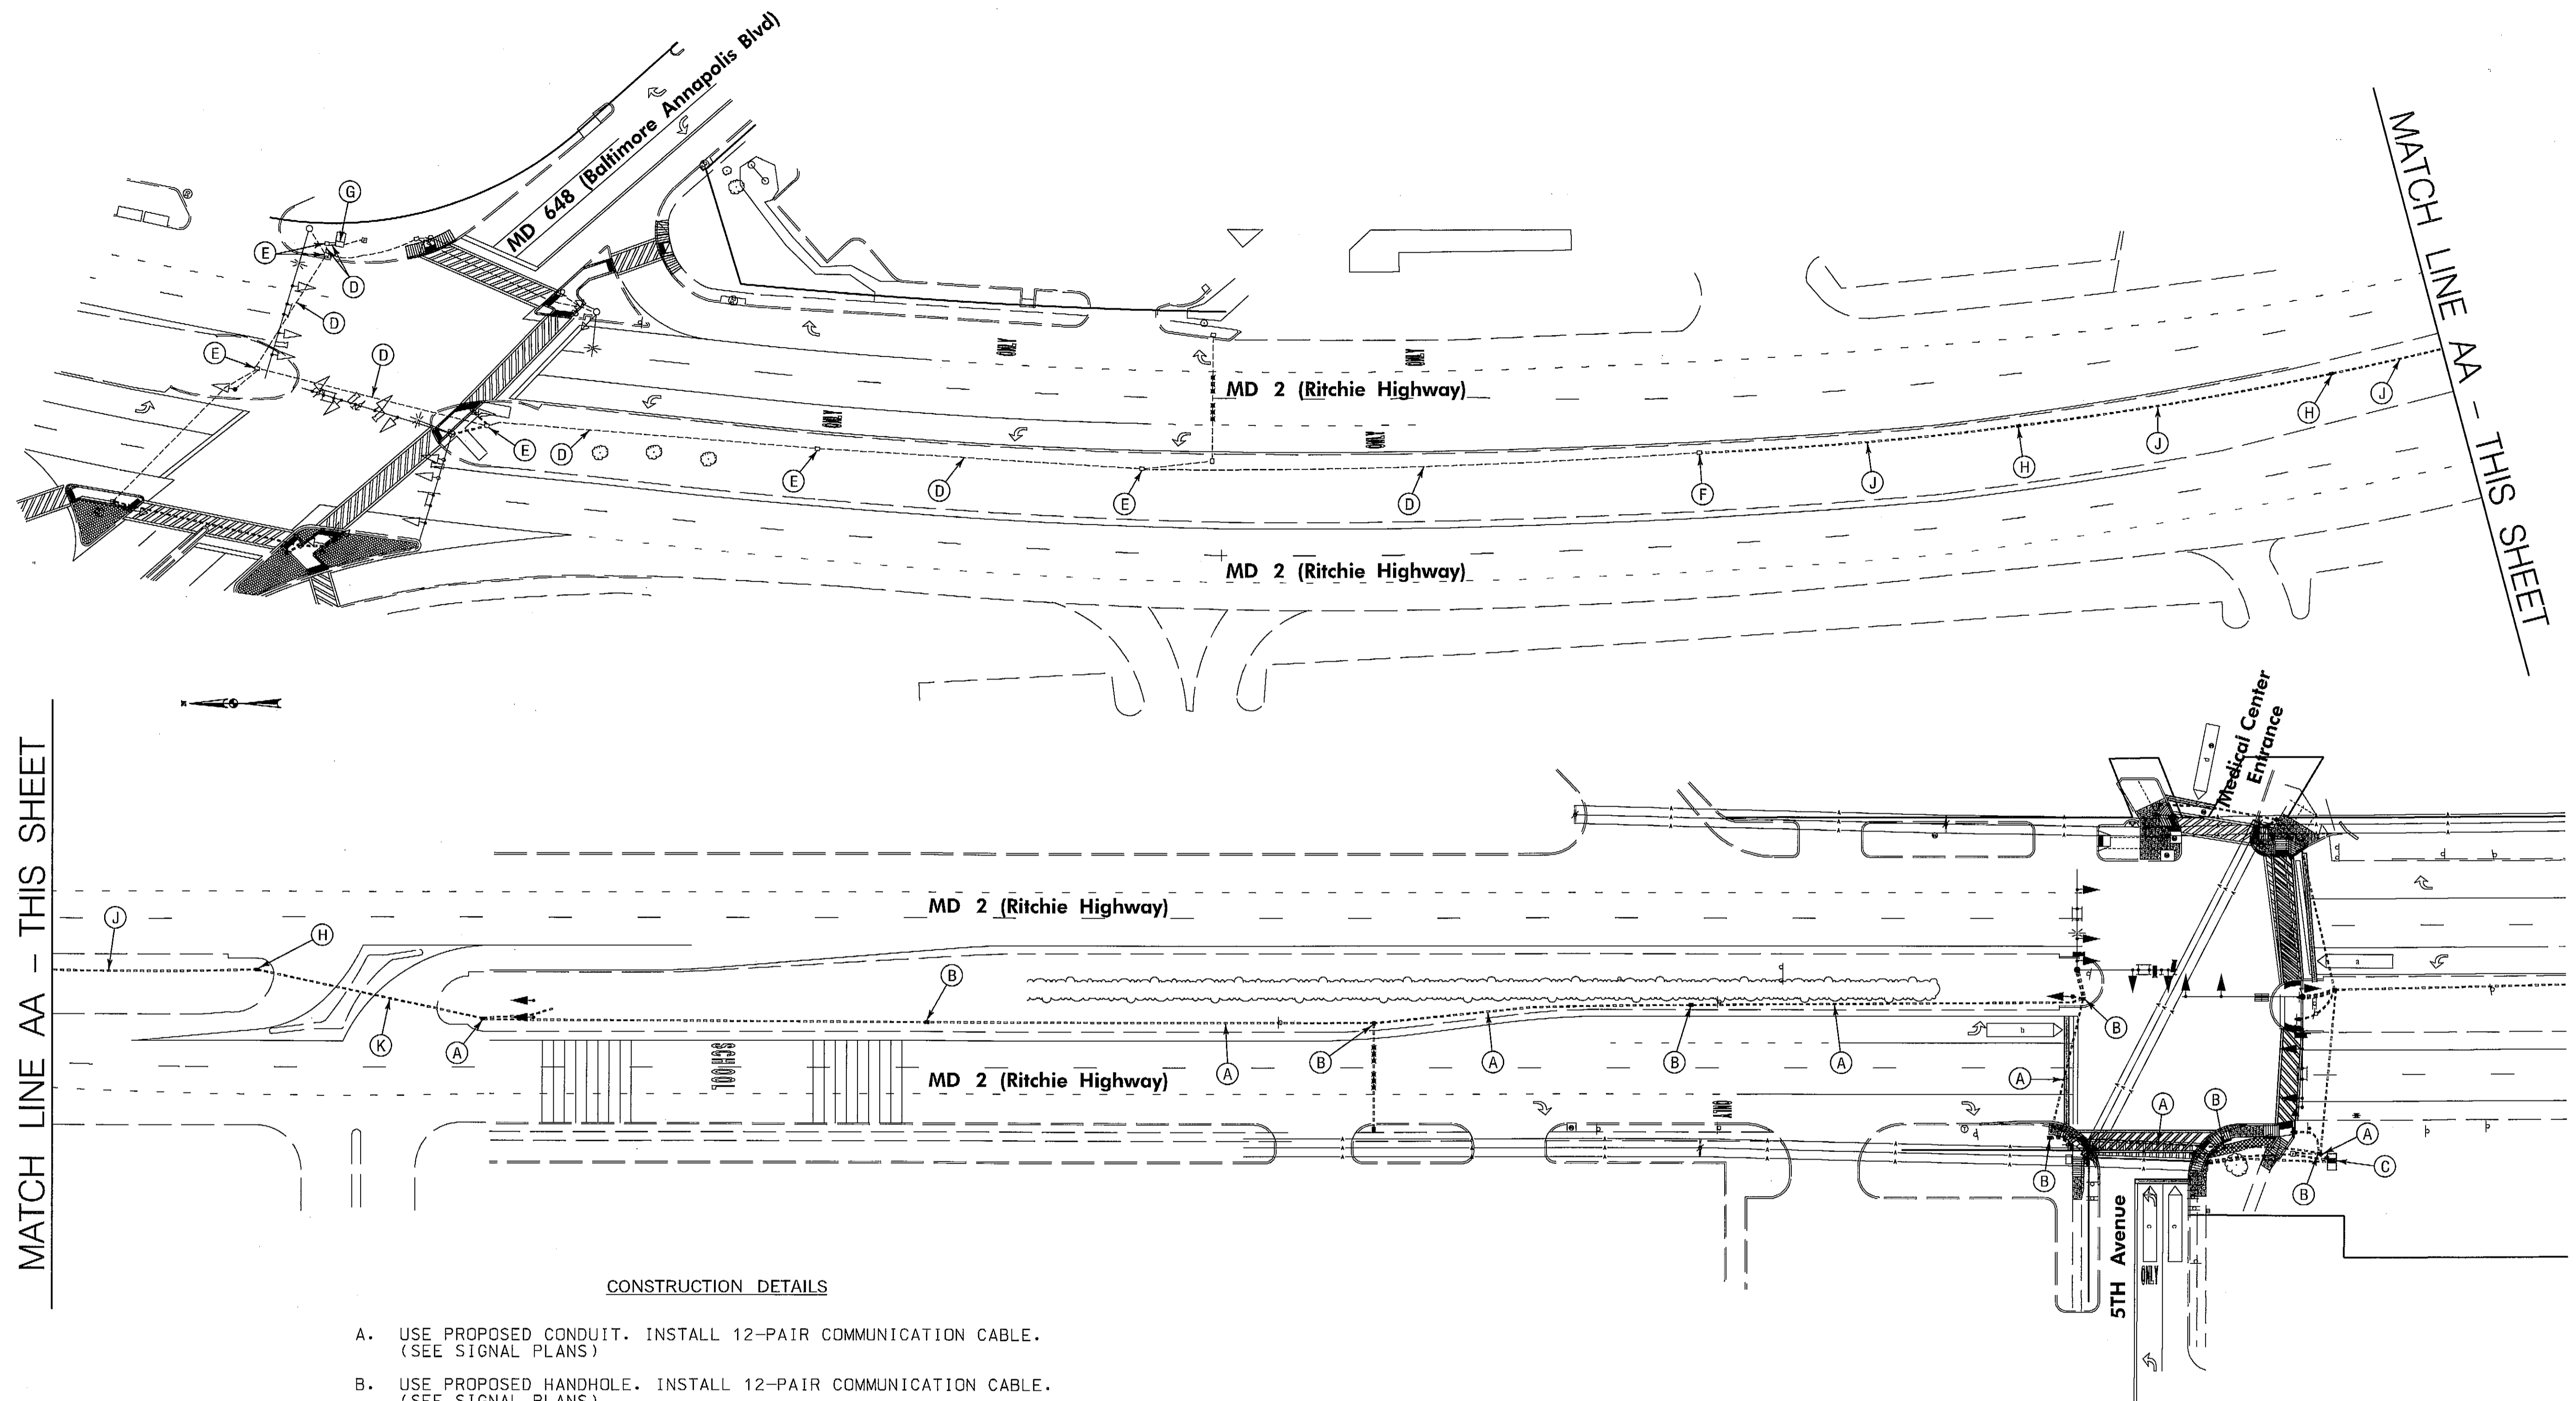 MD 648 (Baltimore Annapolis Blvd)
G
E
D
D
E
D
ONLY
ONLY
MD 2 (Ritchie Highway)
ONLY
ONLY
E
D
E
D
E
D
F
J
H
J
H
J
MD 2 (Ritchie Highway)
MATCH LINE AA - THIS SHEET
MATCH LINE AA - THIS SHEET
Medical Center
Entrance
MD 2 (Ritchie Highway)
J
H
K
A
B
A
B
A
B
A
B
A
A
B
B
A
C
B
SCHOOL
MD 2 (Ritchie Highway)
ONLY
5TH Avenue
ONLY
CONSTRUCTION DETAILS
A. USE PROPOSED CONDUIT. INSTALL 12-PAIR COMMUNICATION CABLE.
(SEE SIGNAL PLANS)
B. USE PROPOSED HANDHOLE. INSTALL 12-PAIR COMMUNICATION CABLE.
(SEE SIGNAL PLANS)